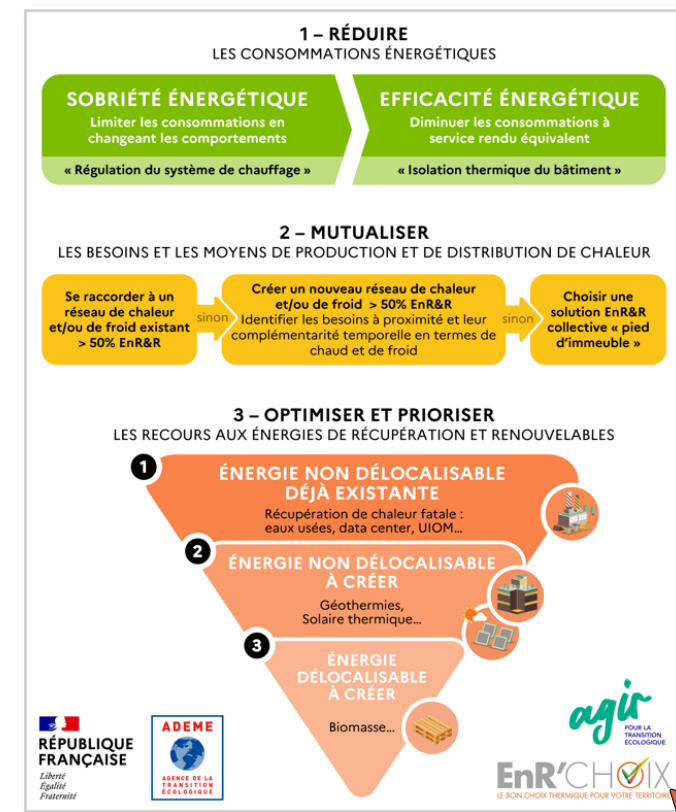 1 – RÉDUIRE
LES CONSOMMATIONS ÉNERGÉTIQUES
SOBRIÉTÉ ÉNERGÉTIQUE
Limiter les consommations en
changeant les comportements
« Régulation du système de chauffage »
EFFICACITÉ ÉNERGÉTIQUE
Diminuer les consommations à
service rendu équivalent
« Isolation thermique du bâtiment »
2 – MUTUALISER
LES BESOINS ET LES MOYENS DE PRODUCTION ET DE DISTRIBUTION DE CHALEUR
Se raccorder à un
réseau de chaleur
et/ou de froid existant
> 50% EnR&R
sinon
Créer un nouveau réseau de chaleur
et/ou de froid > 50% EnR&R
Identifier les besoins à proximité et leur
complémentarité temporelle en termes de
chaud et de froid
sinon
Choisir une
solution EnR&R
collective « pied
d’immeuble »
3 – OPTIMISER ET PRIORISER
LES RECOURS AUX ÉNERGIES DE RÉCUPÉRATION ET RENOUVELABLES
1
ÉNERGIE NON DÉLOCALISABLE
DÉJÀ EXISTANTE
Récupération de chaleur fatale :
eaux usées, data center, UIOM...
2
ÉNERGIE NON DÉLOCALISABLE
À CRÉER
Géothermies,
Solaire thermique...
3
ÉNERGIE
DÉLOCALISABLE
À CRÉER
Biomasse...
RÉPUBLIQUE
FRANÇAISE
Liberté
Égalité
Fraternité
ADEME
AGENCE DE LA
TRANSITION
ÉCOLOGIQUE
agir
POUR LA
TRANSITION
ÉCOLOGIQUE
EnR’CHOIX
LE BON CHOIX THERMIQUE POUR VOTRE TERRITOIRE